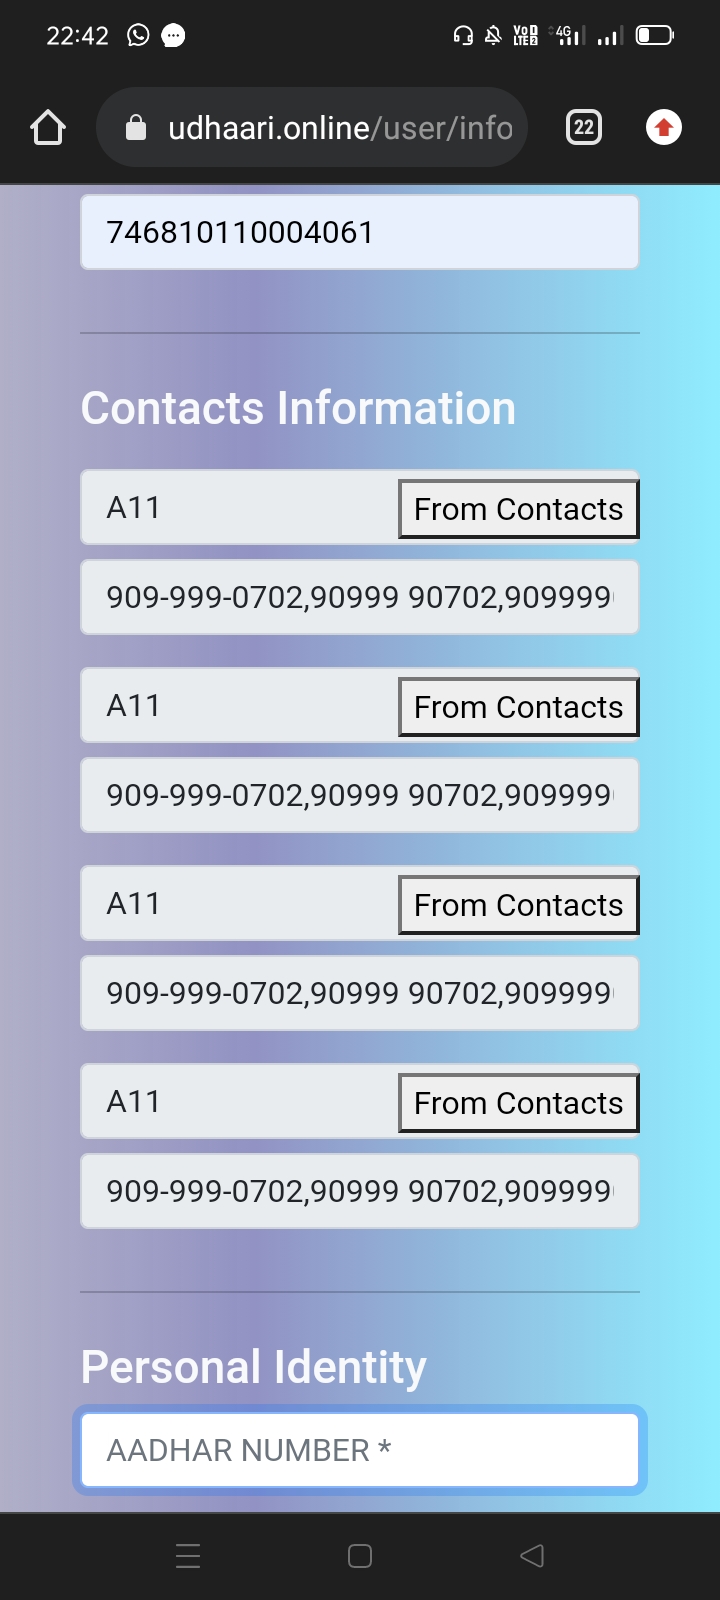 22:42
Vo 1 LTE 2 4G
udhaari.online/user/info
22
746810110004061
Contacts Information
A11 From Contacts
909-999-0702,90999 90702,909999
A11 From Contacts
909-999-0702,90999 90702,909999
A11 From Contacts
909-999-0702,90999 90702,909999
A11 From Contacts
909-999-0702,90999 90702,909999
Personal Identity
AADHAR NUMBER *